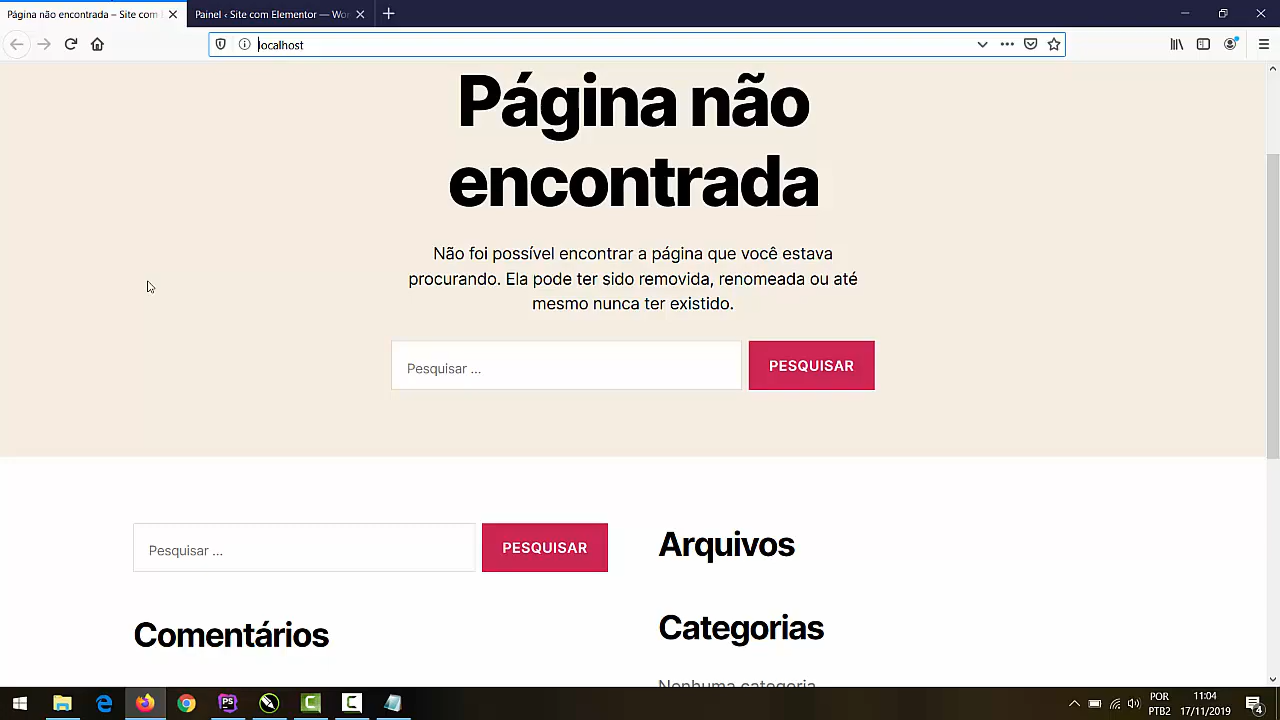 Página não encontrada – Site com
Painel ‹ Site com Elementor — Wor
localhost
Página não
encontrada
Não foi possível encontrar a página que você estava
procurando. Ela pode ter sido removida, renomeada ou até
mesmo nunca ter existido.
Pesquisar ...
PESQUISAR
Pesquisar ...
PESQUISAR
Arquivos
Comentários
Categorias
Nenhuma categoria
POR
PTB2
11:04
17/11/2019
4